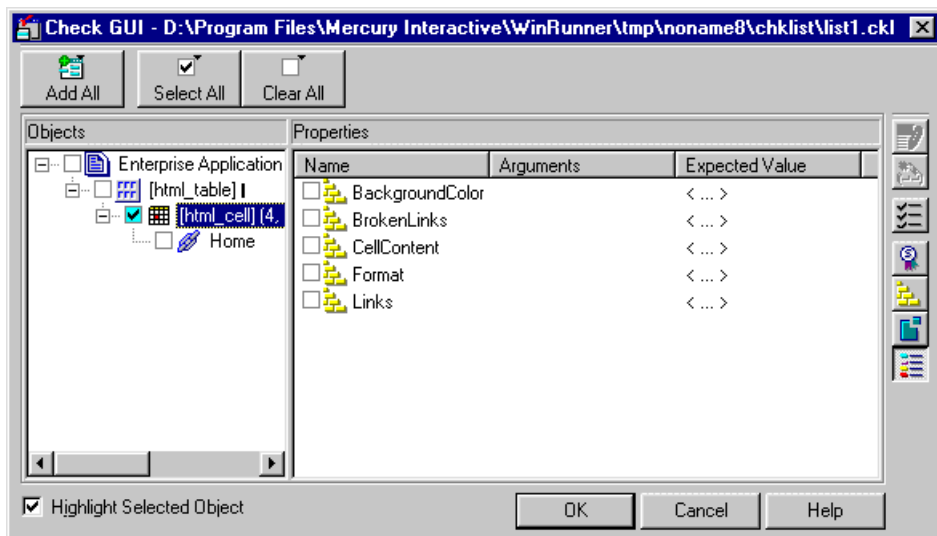 Check GUI - D:\Program Files\Mercury Interactive\WinRunner\tmp\noname8\chklist\list1.ckl
Add All Select All Clear All
Objects Properties
Name Arguments Expected Value
Enterprise Application
[html_table] I
[html_cell] (4,
Home
BackgroundColor < ... >
BrokenLinks < ... >
CellContent < ... >
Format < ... >
Links < ... >
Highlight Selected Object OK Cancel Help